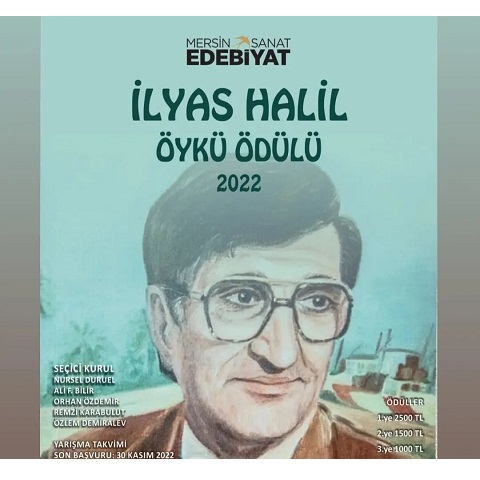 MERSİN SANAT
EDEBİYAT
İLYAS HALİL
ÖYKÜ ÖDÜLÜ
2022
SEÇİCİ KURUL
NURSEL DURUEL
ALİ F. BİLİR
ORHAN ÖZDEMİR
REMZİ KARABULUT
ÖZLEM DEMİRALEV
YARIŞMA TAKVİMİ
SON BAŞVURU: 30 KASIM 2022
ÖDÜLLER
1.ye 2500 TL
2.ye 1500 TL
3.ye 1000 TL